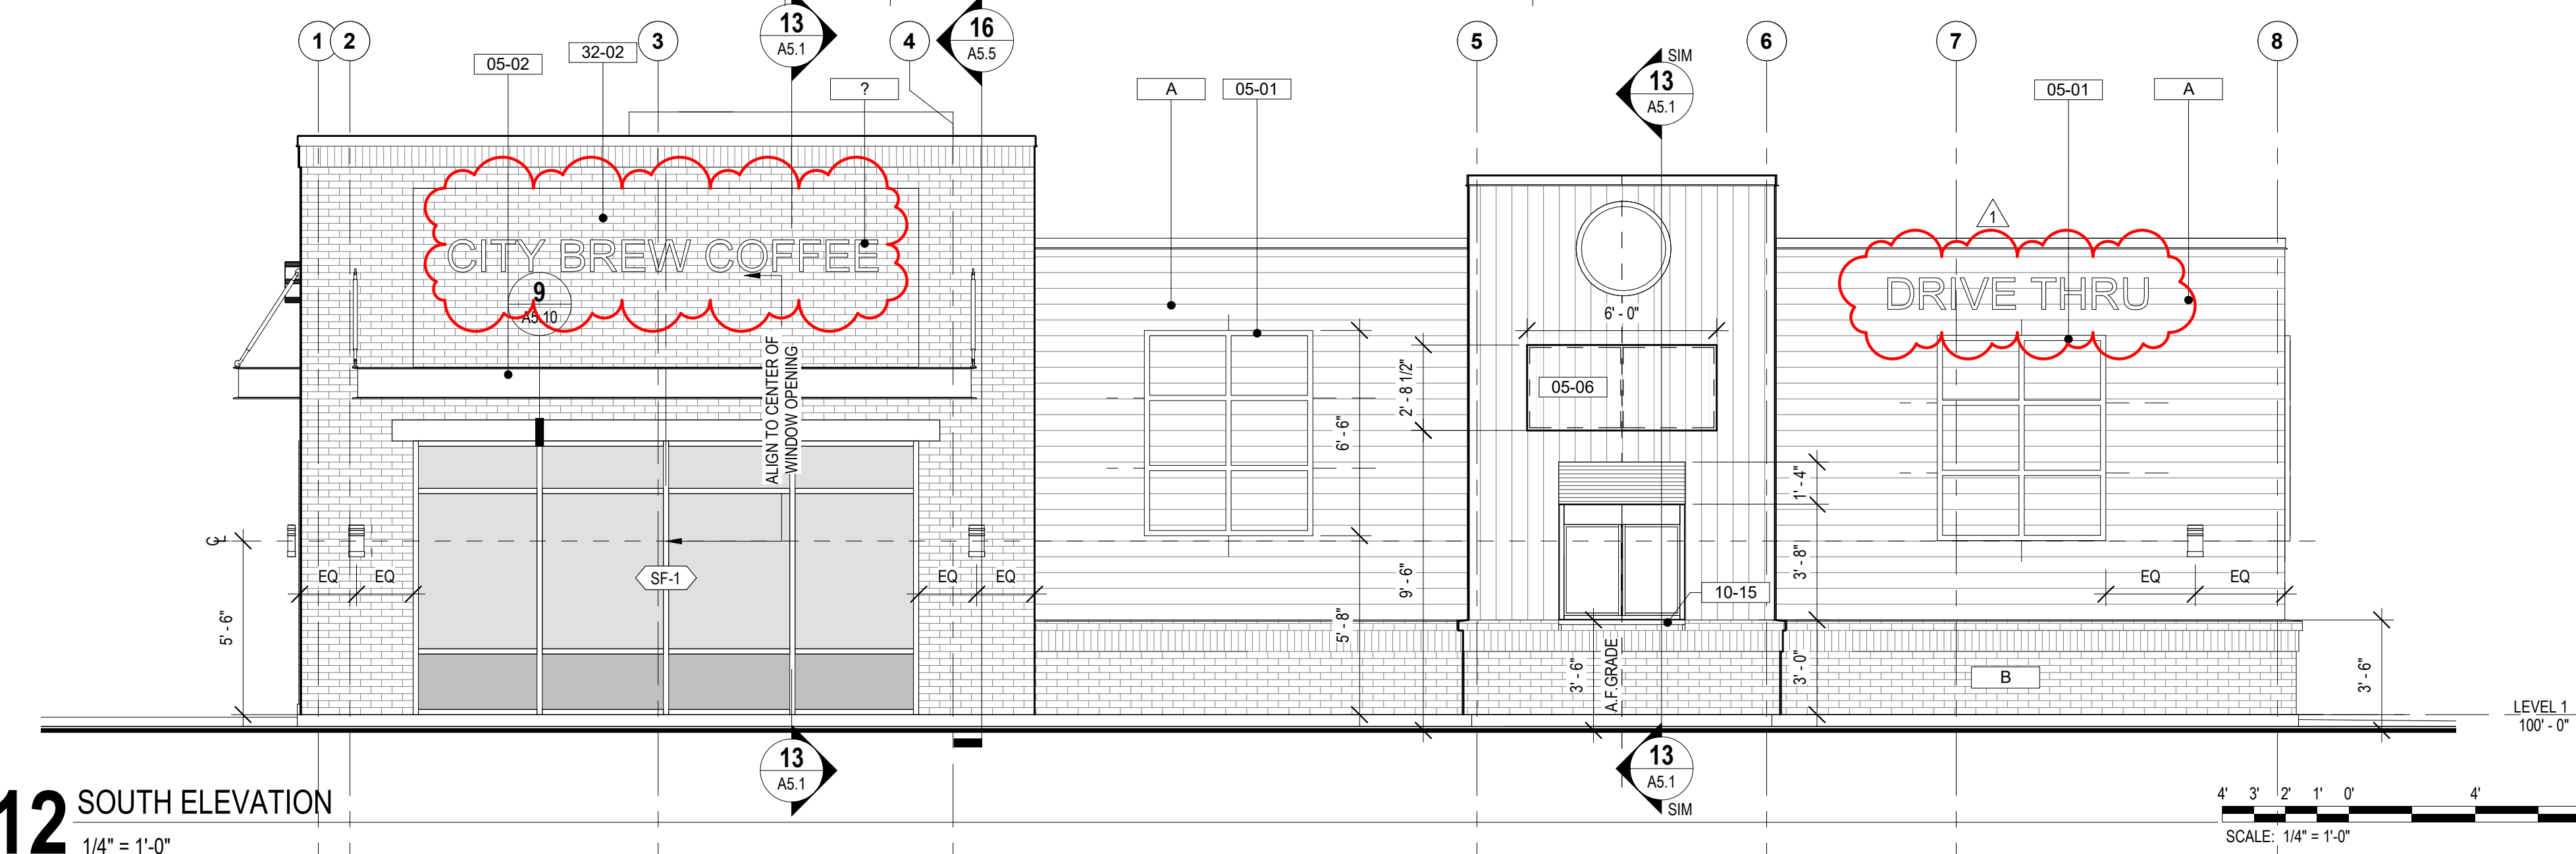 1
2
3
13
A5.1
4
16
A5.5
5
6
7
8
05-02
32-02
?
A
05-01
SIM
13
A5.1
05-01
A
1
CITY BREW COFFEE
DRIVE THRU
9
A5.10
6' - 0"
ALIGN TO CENTER OF
WINDOW OPENING
2' - 8 1/2"
05-06
6' - 6"
1' - 4"
CL
EQ
EQ
SF-1
EQ
EQ
9' - 6"
3' - 8"
10-15
EQ
EQ
5' - 6"
5' - 8"
3' - 6"
A.F.GRADE
3' - 0"
B
3' - 6"
LEVEL 1
100' - 0"
13
A5.1
13
A5.1
SIM
12
SOUTH ELEVATION
1/4" = 1'-0"
4' 3' 2' 1' 0' 4'
SCALE: 1/4" = 1'-0"